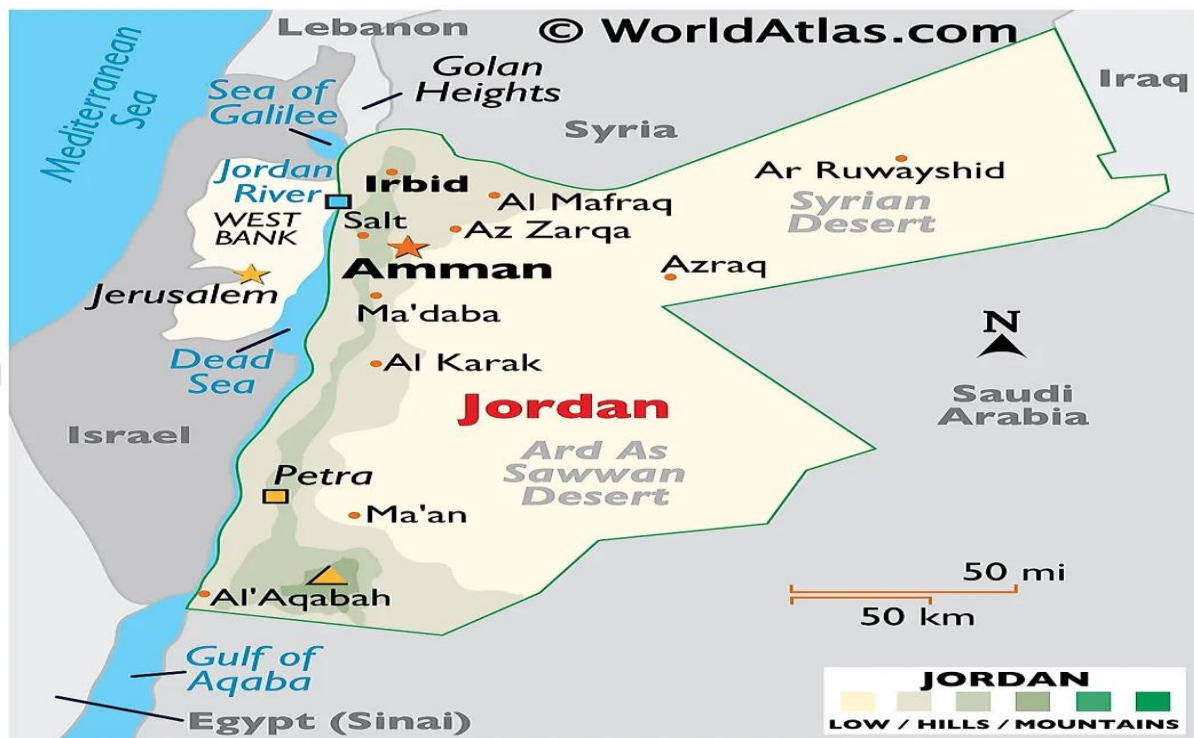 Lebanon
© WorldAtlas.com
Mediterranean
Sea
Golan
Heights
Iraq
Sea of
Galilee
Syria
Jordan
River
Irbid
Ar Ruwayshid
WEST
BANK
Salt
Al Mafraq
Syrian
Desert
Az Zarqa
Amman
Azraq
Jerusalem
Ma'daba
N
Dead
Sea
Al Karak
Saudi
Arabia
Jordan
Israel
Ard As
Sawwan
Desert
Petra
Ma'an
50 mi
Al'Aqabah
50 km
Gulf of
Aqaba
JORDAN
Egypt (Sinai)
LOW / HILLS / MOUNTAINS